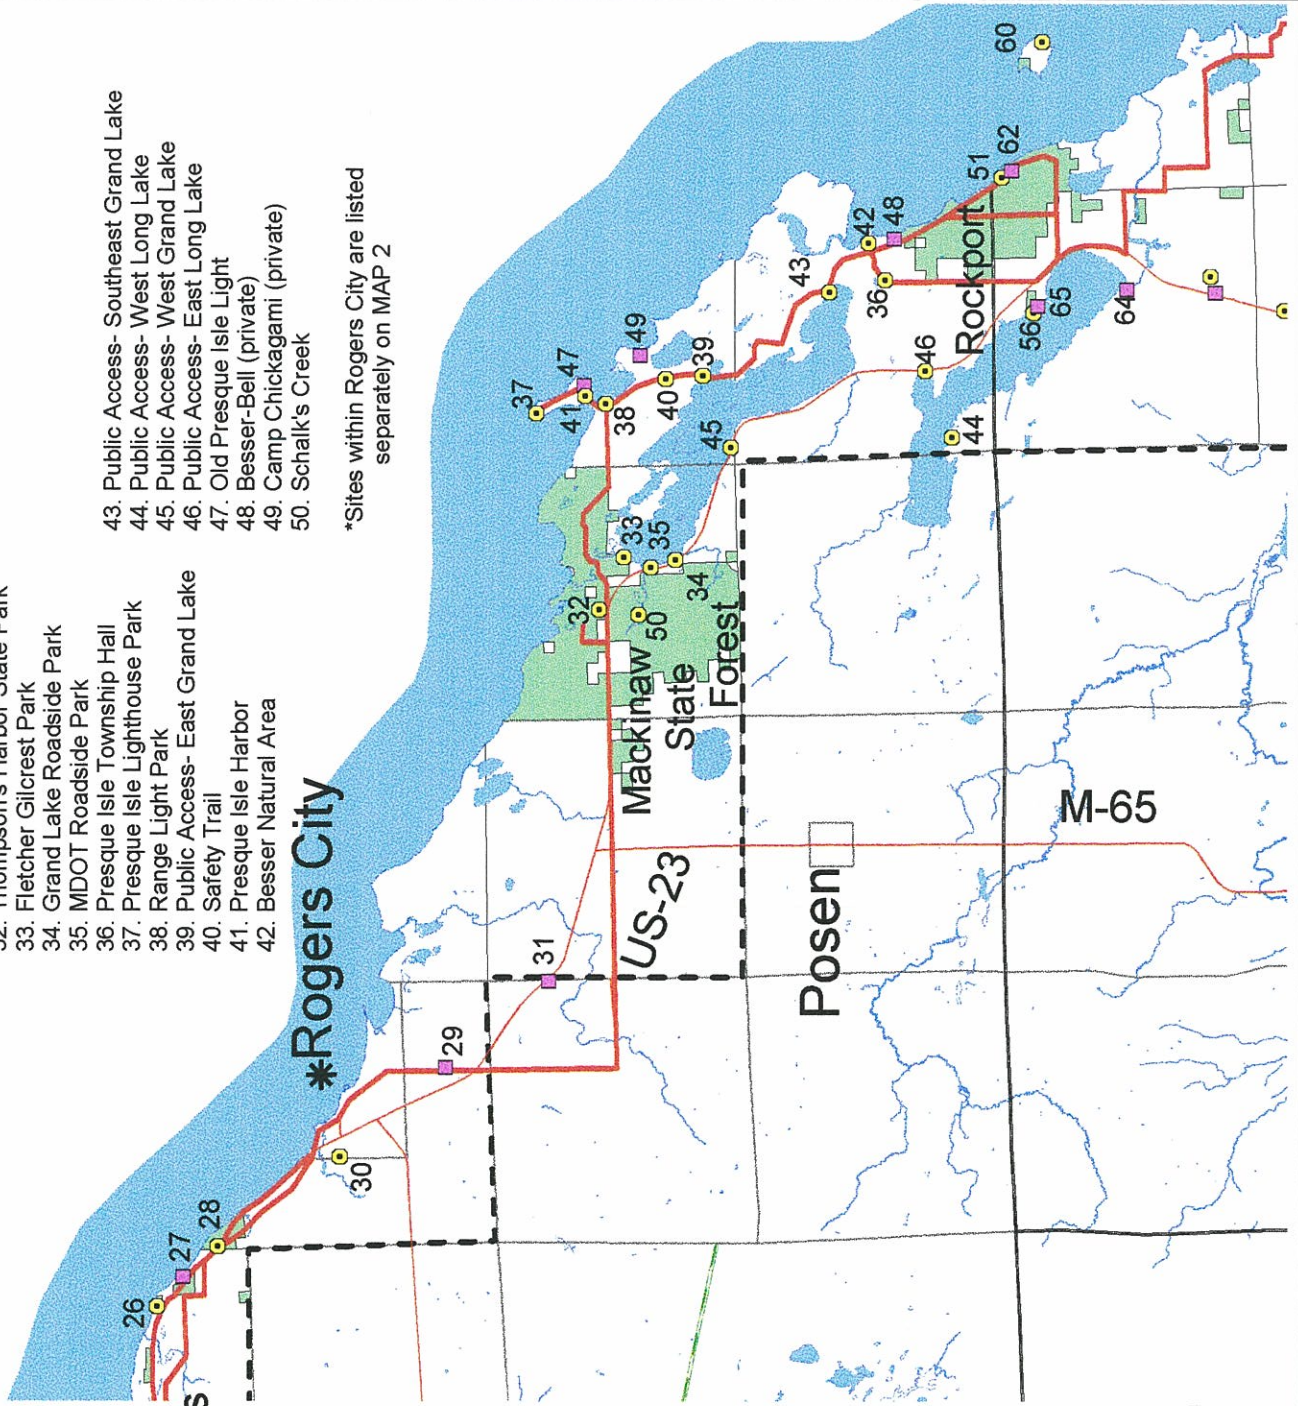 32. Thompson's Harbor State Park
33. Fletcher Gilcrest Park
34. Grand Lake Roadside Park
35. MDOT Roadside Park
36. Presque Isle Township Hall
37. Presque Isle Lighthouse Park
38. Range Light Park
39. Public Access- East Grand Lake
40. Safety Trail
41. Presque Isle Harbor
42. Besser Natural Area
43. Public Access- Southeast Grand Lake
44. Public Access- West Long Lake
45. Public Access- West Grand Lake
46. Public Access- East Long Lake
47. Old Presque Isle Light
48. Besser-Bell (private)
49. Camp Chickagami (private)
50. Schalk's Creek
*Sites within Rogers City are listed
separately on MAP 2
*Rogers City
26
27
28
30
29
31
US-23
Posen
M-65
Mackinaw
State
Forest
32
50
33
35
34
37
47
41
38
49
40
39
45
43
42
48
36
46
44
Rockport
51
62
60
56
65
64
s